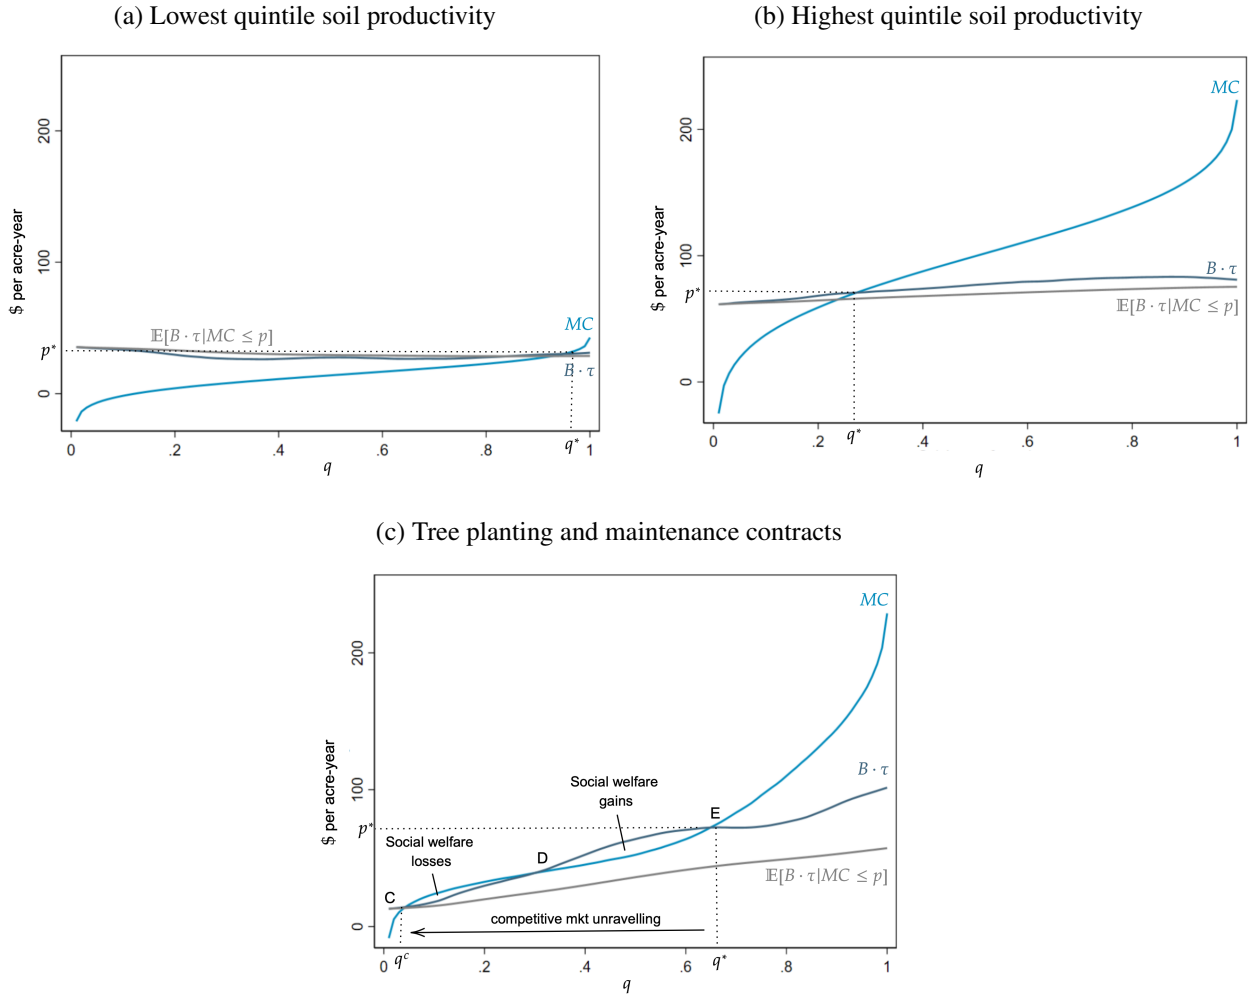 (a) Lowest quintile soil productivity
$ per acre-year
200
100
0
p*
𝔼[B · τ|MC ≤ p]
MC
B · τ
0 .2 .4 .6 .8 q* 1
q
(b) Highest quintile soil productivity
$ per acre-year
200
100
0
p*
MC
B · τ
𝔼[B · τ|MC ≤ p]
0 .2 q* .4 .6 .8 1
q
(c) Tree planting and maintenance contracts
$ per acre-year
200
100
0
p*
MC
B · τ
Social welfare
gains
E
Social welfare
losses
D
C
𝔼[B · τ|MC ≤ p]
competitive mkt unravelling
0 qᶜ .2 .4 .6 q* .8 1
q